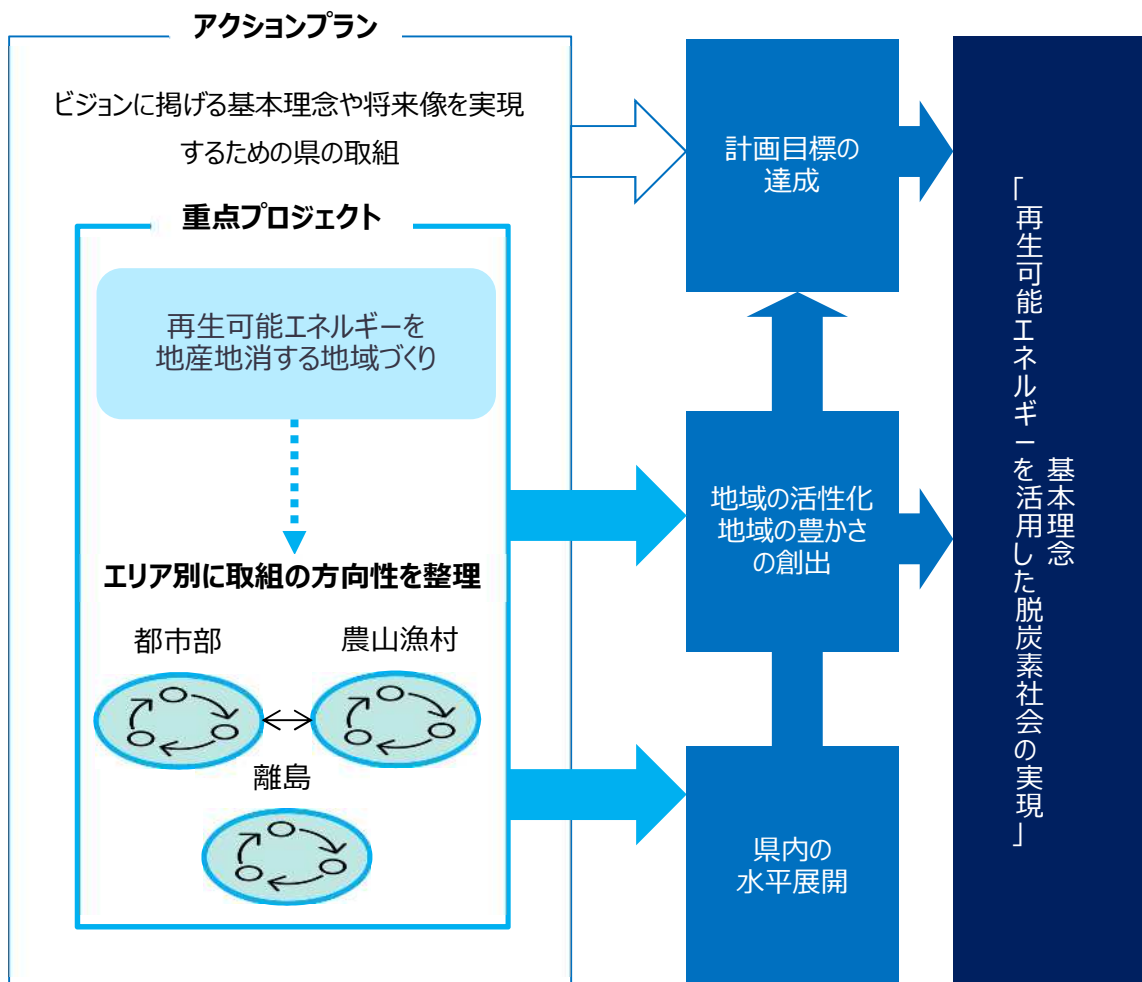 アクションプラン
ビジョンに掲げる基本理念や将来像を実現
するための県の取組
重点プロジェクト
再生可能エネルギーを
地産地消する地域づくり
エリア別に取組の方向性を整理
都市部
農山漁村
離島
計画目標の
達成
地域の活性化
地域の豊かさ
の創出
県内の
水平展開
基本理念
「再生可能エネルギーを活用した脱炭素社会の実現」